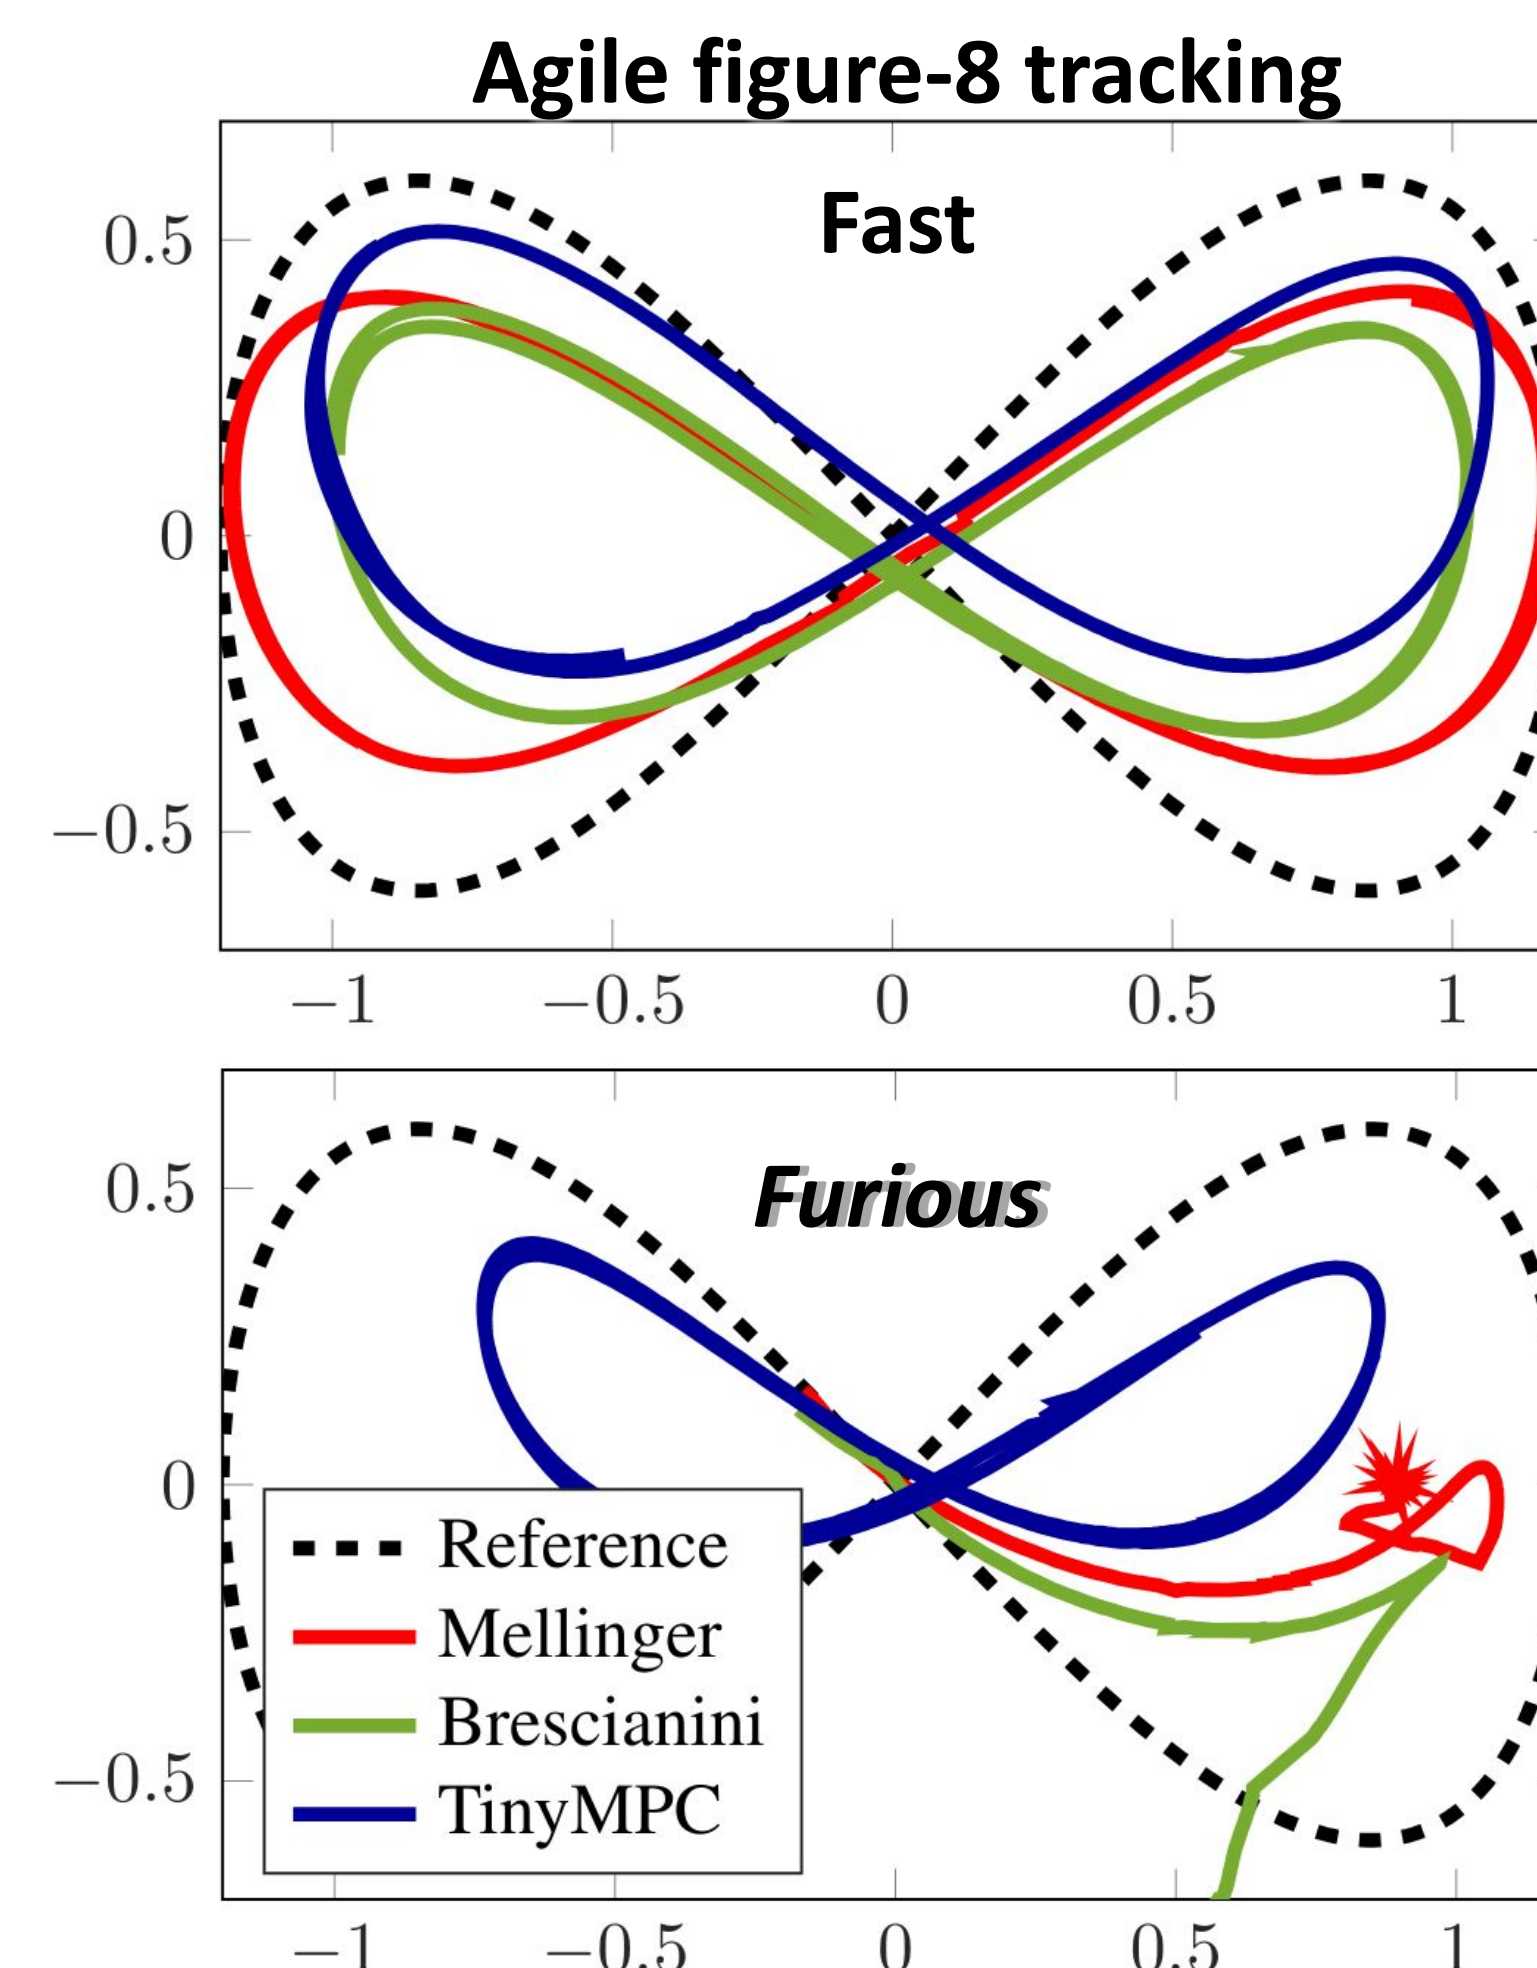 Agile figure-8 tracking
Fast
0.5
0
−0.5
−1 −0.5 0 0.5 1
Furious
0.5
0
−0.5
Reference
Mellinger
Brescianini
TinyMPC
−1 −0.5 0 0.5 1